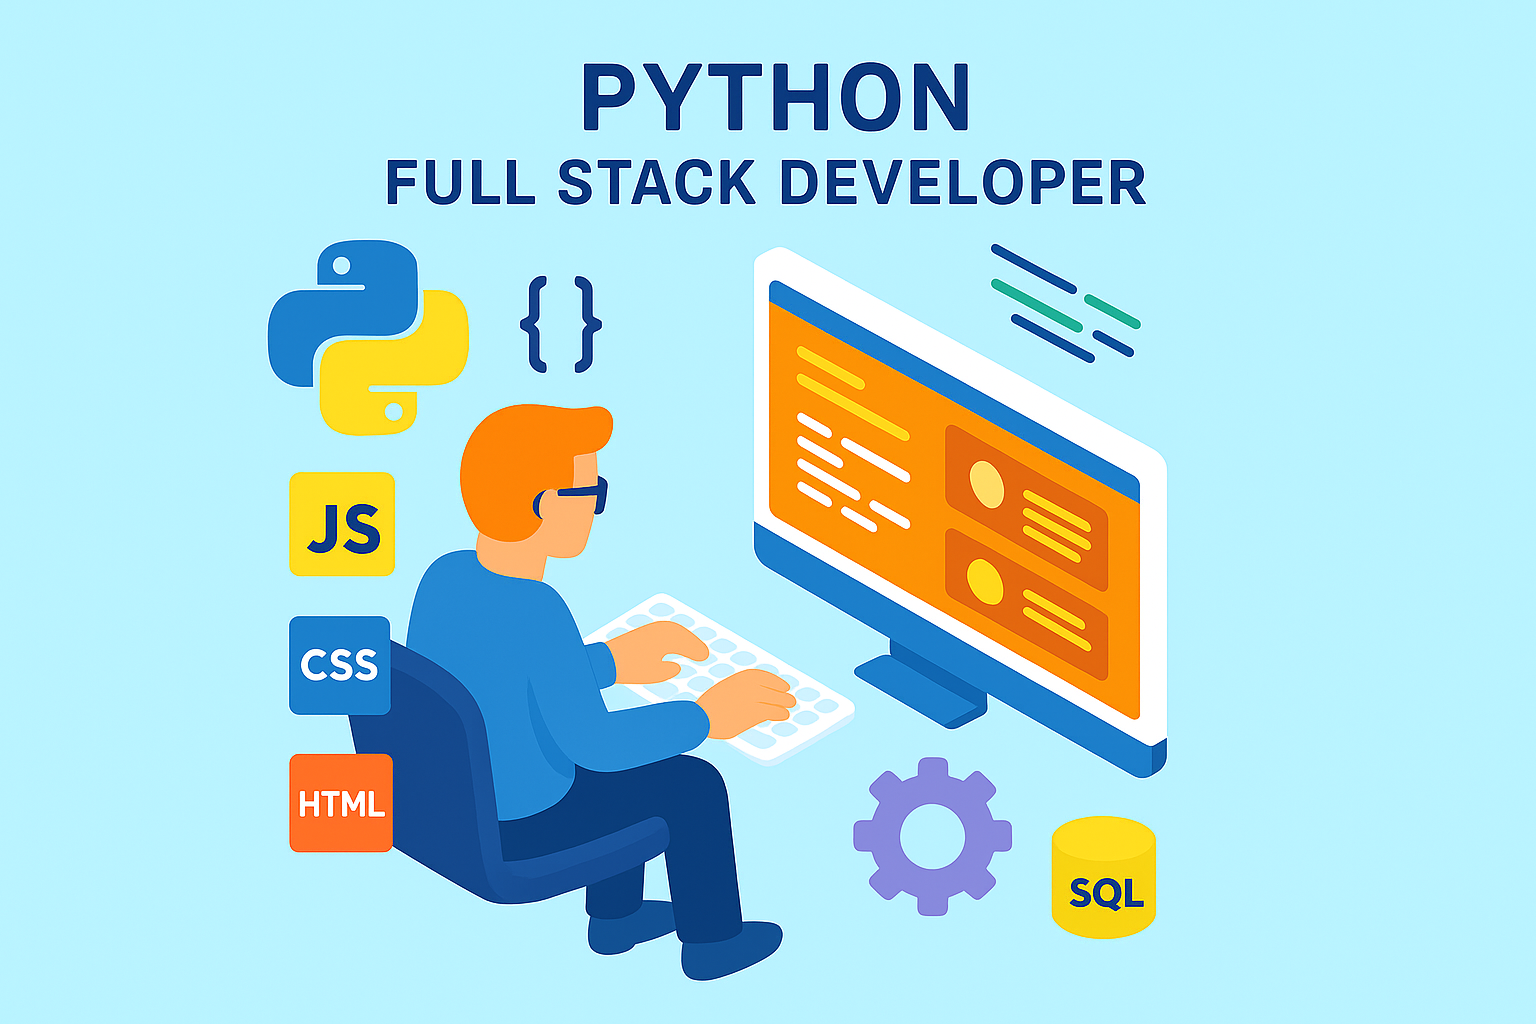 PYTHON
FULL STACK DEVELOPER
{ }
JS
CSS
HTML
SQL